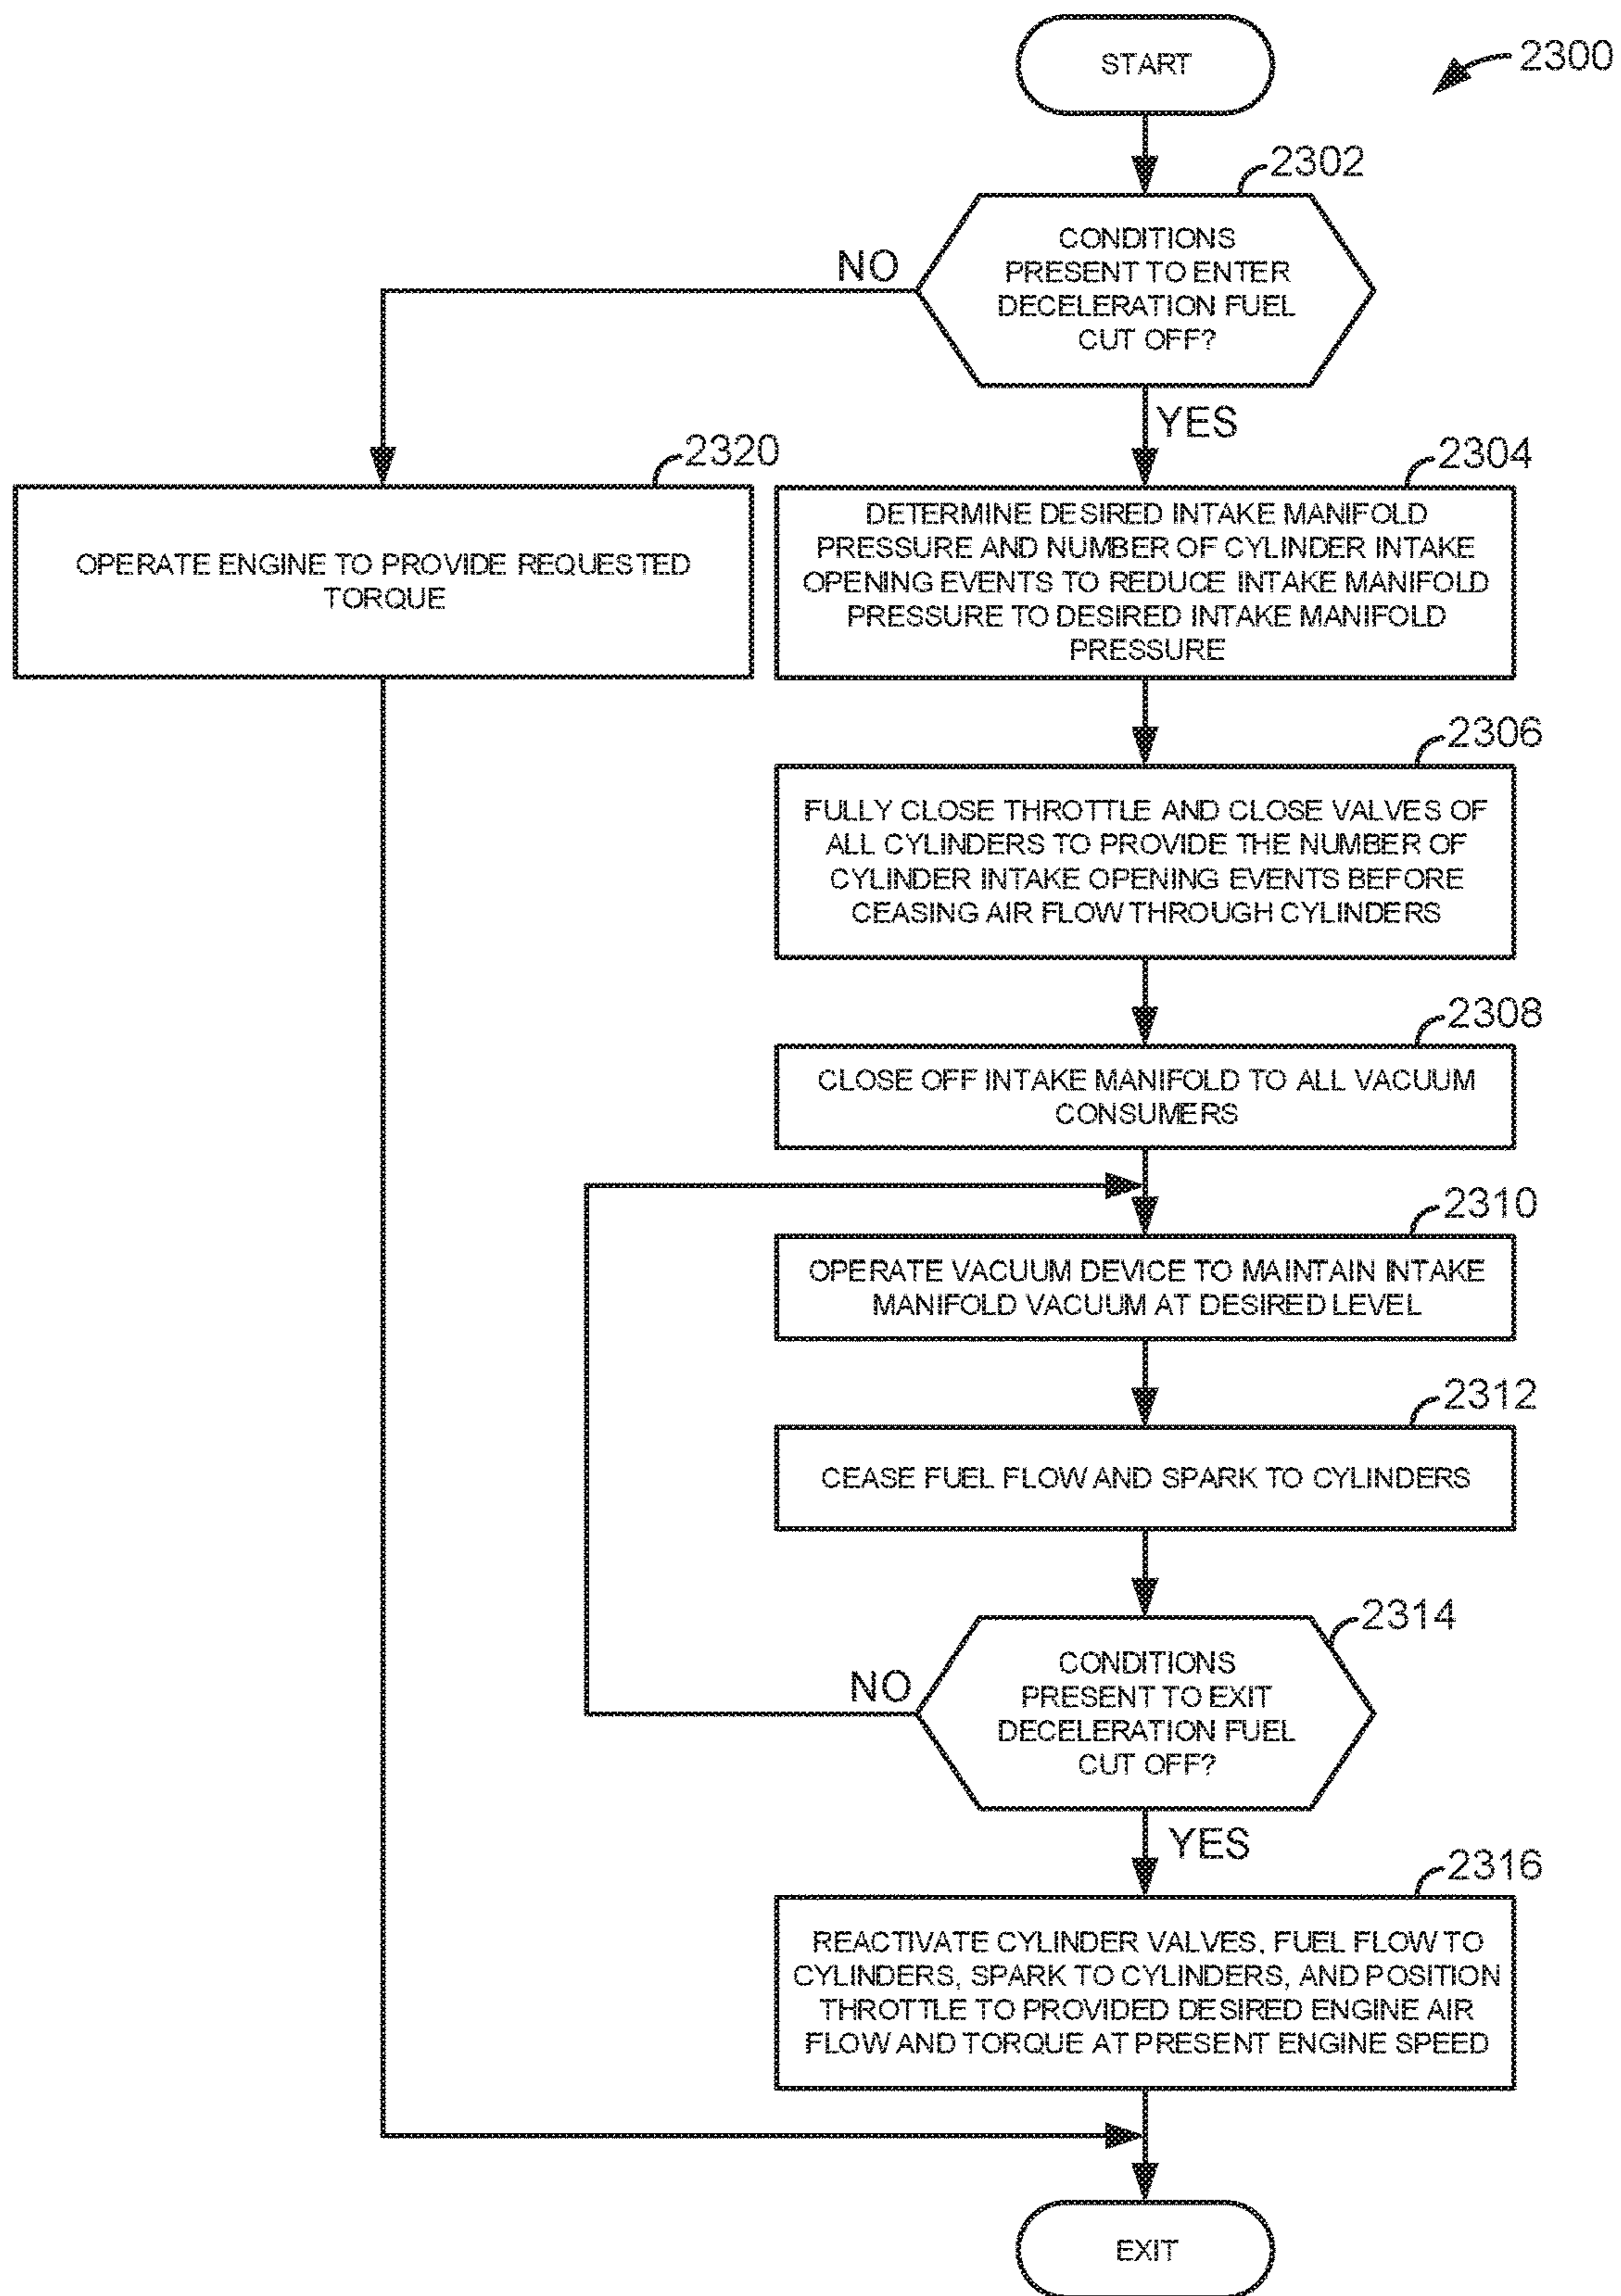 START
2300
2302
CONDITIONS
PRESENT TO ENTER
DECELERATION FUEL
CUT OFF?
NO
YES
2320
OPERATE ENGINE TO PROVIDE REQUESTED
TORQUE
2304
DETERMINE DESIRED INTAKE MANIFOLD
PRESSURE AND NUMBER OF CYLINDER INTAKE
OPENING EVENTS TO REDUCE INTAKE MANIFOLD
PRESSURE TO DESIRED INTAKE MANIFOLD
PRESSURE
2306
FULLY CLOSE THROTTLE AND CLOSE VALVES OF
ALL CYLINDERS TO PROVIDE THE NUMBER OF
CYLINDER INTAKE OPENING EVENTS BEFORE
CEASING AIR FLOW THROUGH CYLINDERS
2308
CLOSE OFF INTAKE MANIFOLD TO ALL VACUUM
CONSUMERS
2310
OPERATE VACUUM DEVICE TO MAINTAIN INTAKE
MANIFOLD VACUUM AT DESIRED LEVEL
2312
CEASE FUEL FLOW AND SPARK TO CYLINDERS
2314
CONDITIONS
PRESENT TO EXIT
DECELERATION FUEL
CUT OFF?
NO
YES
2316
REACTIVATE CYLINDER VALVES, FUEL FLOW TO
CYLINDERS, SPARK TO CYLINDERS, AND POSITION
THROTTLE TO PROVIDED DESIRED ENGINE AIR
FLOW AND TORQUE AT PRESENT ENGINE SPEED
EXIT